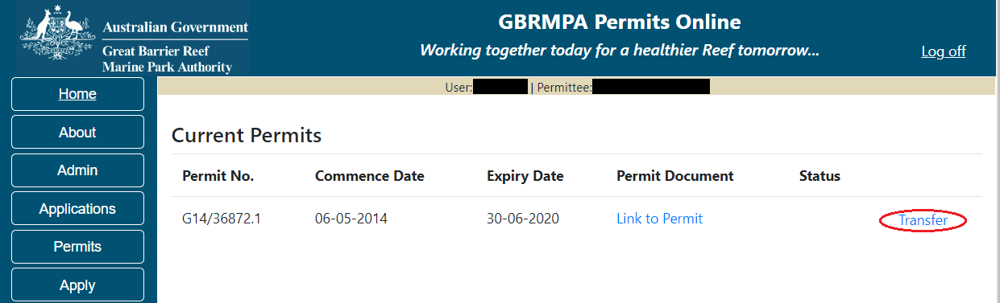 Australian Government
Great Barrier Reef
Marine Park Authority
GBRMPA Permits Online
Working together today for a healthier Reef tomorrow...
Log off
Home
About
Admin
Applications
Permits
Apply
User: | Permittee:
Current Permits
Permit No. Commence Date Expiry Date Permit Document Status
G14/36872.1 06-05-2014 30-06-2020 Link to Permit Transfer